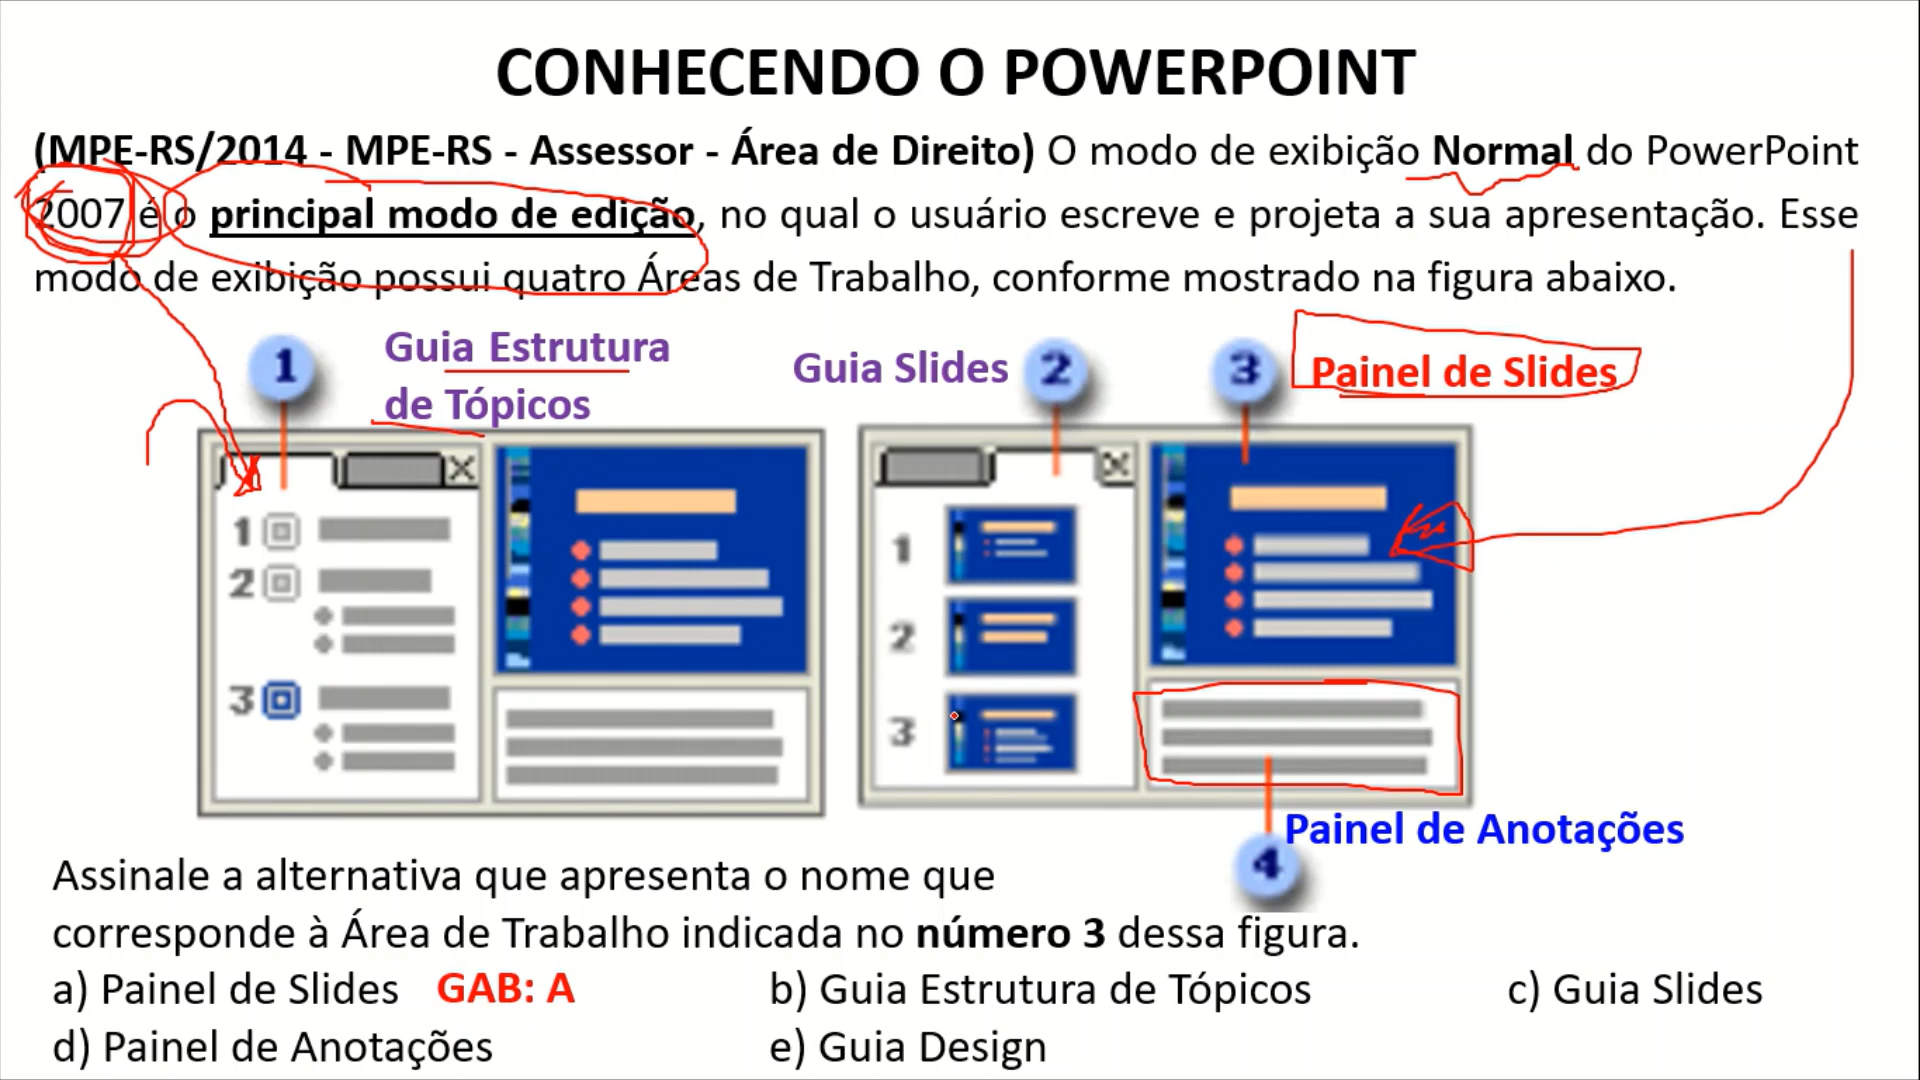 CONHECENDO O POWERPOINT
(MPE-RS/2014 - MPE-RS - Assessor - Área de Direito) O modo de exibição Normal do PowerPoint
2007 é o principal modo de edição, no qual o usuário escreve e projeta a sua apresentação. Esse
modo de exibição possui quatro Áreas de Trabalho, conforme mostrado na figura abaixo.
1 Guia Estrutura
de Tópicos
Guia Slides 2
3 Painel de Slides
1
2
3
1
2
3
Painel de Anotações
4
Assinale a alternativa que apresenta o nome que
corresponde à Área de Trabalho indicada no número 3 dessa figura.
a) Painel de Slides GAB: A b) Guia Estrutura de Tópicos c) Guia Slides
d) Painel de Anotações e) Guia Design